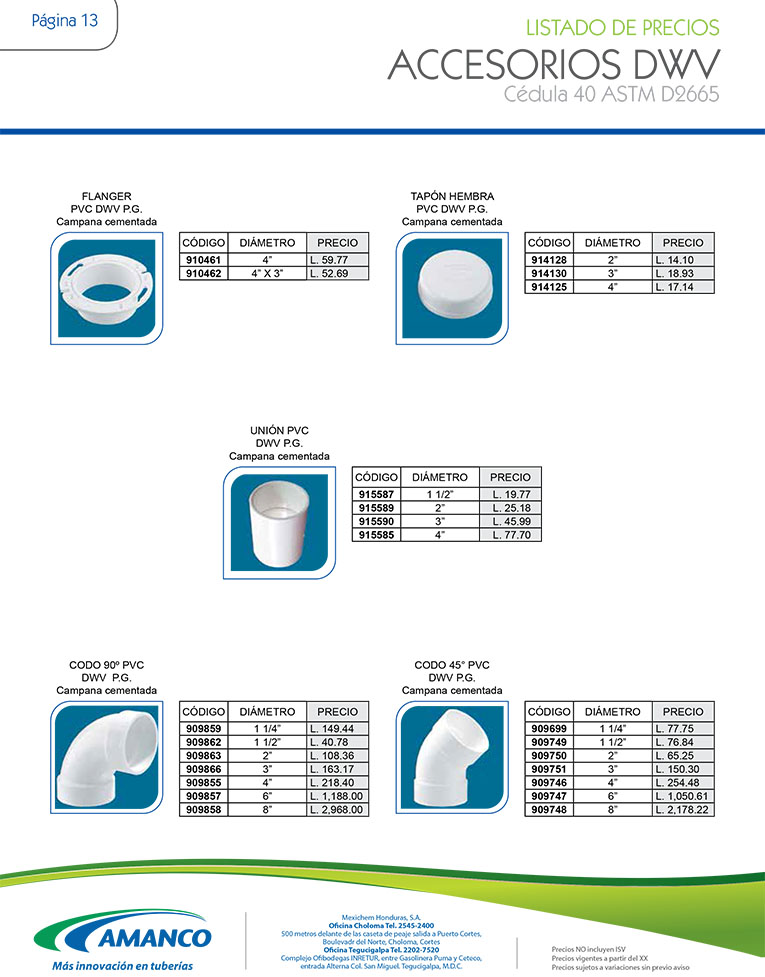 Página 13
LISTADO DE PRECIOS
ACCESORIOS DWV
Cédula 40 ASTM D2665
FLANGER
PVC DWV P.G.
Campana cementada
CÓDIGO DIÁMETRO PRECIO
910461 4” L. 59.77
910462 4” X 3” L. 52.69
TAPÓN HEMBRA
PVC DWV P.G.
Campana cementada
CÓDIGO DIÁMETRO PRECIO
914128 2” L. 14.10
914130 3” L. 18.93
914125 4” L. 17.14
UNIÓN PVC
DWV P.G.
Campana cementada
CÓDIGO DIÁMETRO PRECIO
915587 1 1/2” L. 19.77
915589 2” L. 25.18
915590 3” L. 45.99
915585 4” L. 77.70
CODO 90º PVC
DWV P.G.
Campana cementada
CÓDIGO DIÁMETRO PRECIO
909859 1 1/4” L. 149.44
909862 1 1/2” L. 40.78
909863 2” L. 108.36
909866 3” L. 163.17
909855 4” L. 218.40
909857 6” L. 1,188.00
909858 8” L. 2,968.00
CODO 45° PVC
DWV P.G.
Campana cementada
CÓDIGO DIÁMETRO PRECIO
909699 1 1/4” L. 77.75
909749 1 1/2” L. 76.84
909750 2” L. 65.25
909751 3” L. 150.30
909746 4” L. 254.48
909747 6” L. 1,050.61
909748 8” L. 2,178.22
AMANCO
Más innovación en tuberías
Mexichem Honduras, S.A.
Oficina Choloma Tel. 2545-2400
500 metros delante de las caseta de peaje salida a Puerto Cortes,
Boulevadr del Norte, Choloma, Cortes
Oficina Tegucigalpa Tel. 2202-7520
Complejo Ofibodegas INRETUR, entre Gasolinera Puma y Ceteco,
entrada Alterna Col. San Miguel. Tegucigalpa, M.D.C.
Precios NO incluyen ISV
Precios vigentes a partir del XX
Precios sujetos a variaciones sin previo aviso